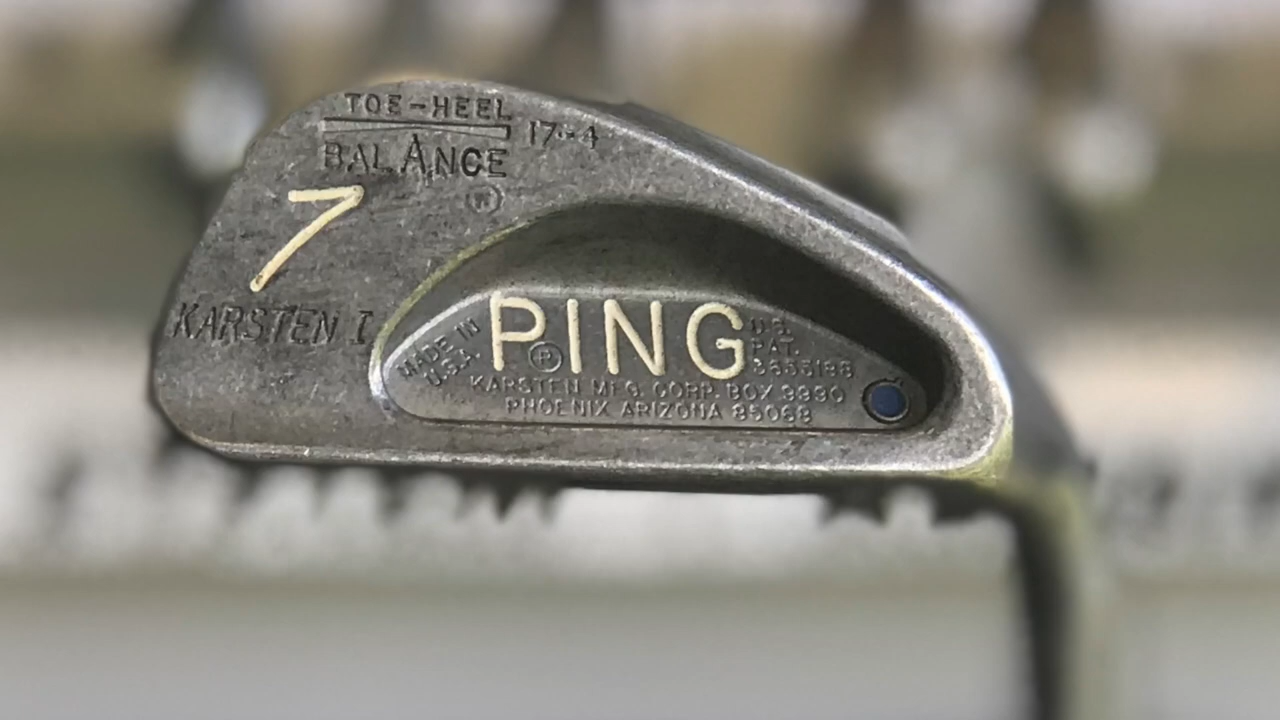 TOE-HEEL
BALANCE 17-4
®
7
KARSTEN I
MADE IN
U.S.A.
PING
®
U.S.
PAT.
KARSTEN MFG. CORP. BOX 9990
PHOENIX ARIZONA 85068